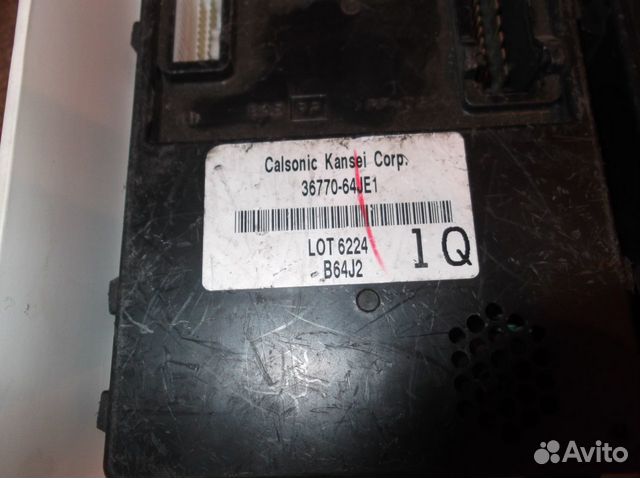 Calsonic Kansei Corp.
36770-64JE1
LOT 6224
B64J2
1Q
Avito